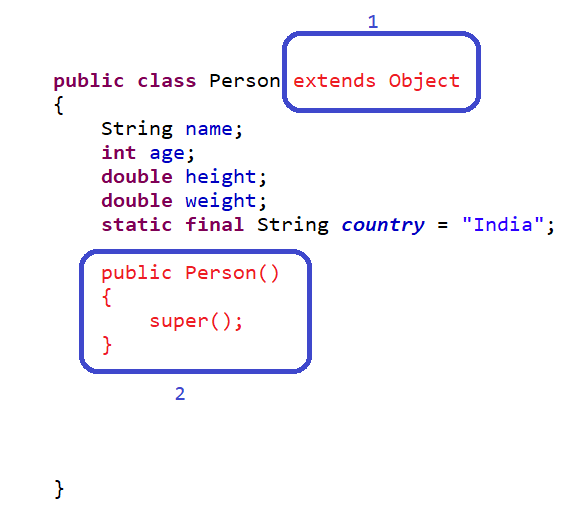 1
public class Person extends Object
{
String name;
int age;
double height;
double weight;
static final String country = "India";
public Person()
{
super();
}
2
}